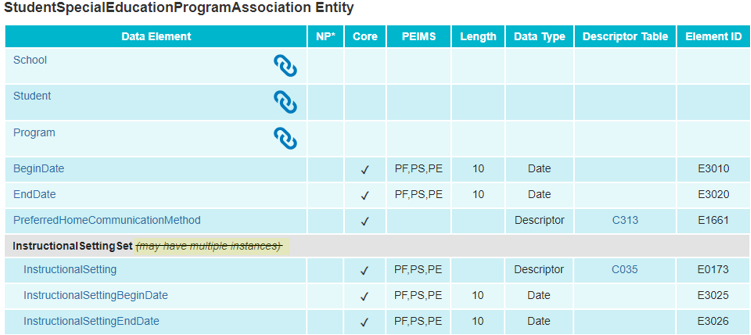 StudentSpecialEducationProgramAssociation Entity
Data Element NP* Core PEIMS Length Data Type Descriptor Table Element ID
School
Student
Program
BeginDate ✓ PF,PS,PE 10 Date E3010
EndDate ✓ PF,PS,PE 10 Date E3020
PreferredHomeCommunicationMethod ✓ Descriptor C313 E1661
InstructionalSettingSet (may have multiple instances)
InstructionalSetting ✓ PF,PS,PE Descriptor C035 E0173
InstructionalSettingBeginDate ✓ PF,PS,PE 10 Date E3025
InstructionalSettingEndDate ✓ PF,PS,PE 10 Date E3026